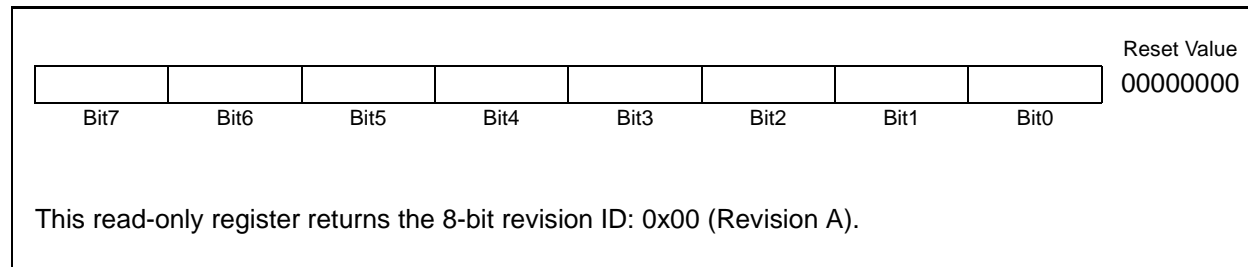 Reset Value
00000000
Bit7 Bit6 Bit5 Bit4 Bit3 Bit2 Bit1 Bit0
This read-only register returns the 8-bit revision ID: 0x00 (Revision A).